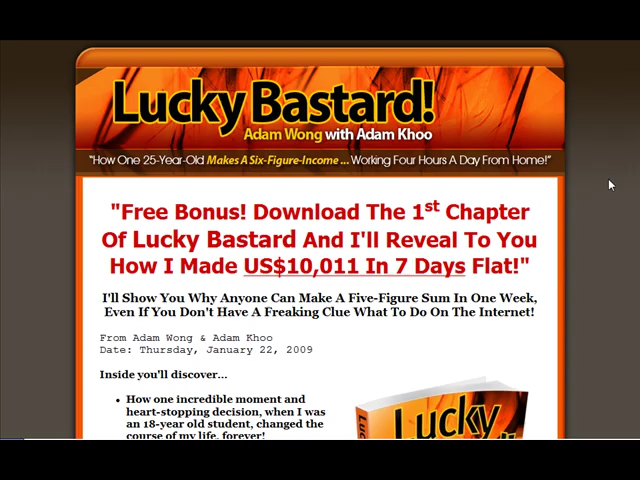 Lucky Bastard!
Adam Wong with Adam Khoo
"How One 25-Year-Old Makes A Six-Figure-Income ... Working Four Hours A Day From Home!"
"Free Bonus! Download The 1st Chapter
Of Lucky Bastard And I'll Reveal To You
How I Made US$10,011 In 7 Days Flat!"
I'll Show You Why Anyone Can Make A Five-Figure Sum In One Week,
Even If You Don't Have A Freaking Clue What To Do On The Internet!
From Adam Wong & Adam Khoo
Date: Thursday, January 22, 2009
Inside you'll discover...
• How one incredible moment and
heart-stopping decision, when I was
an 18-year old student, changed the
course of my life, forever!
Lucky